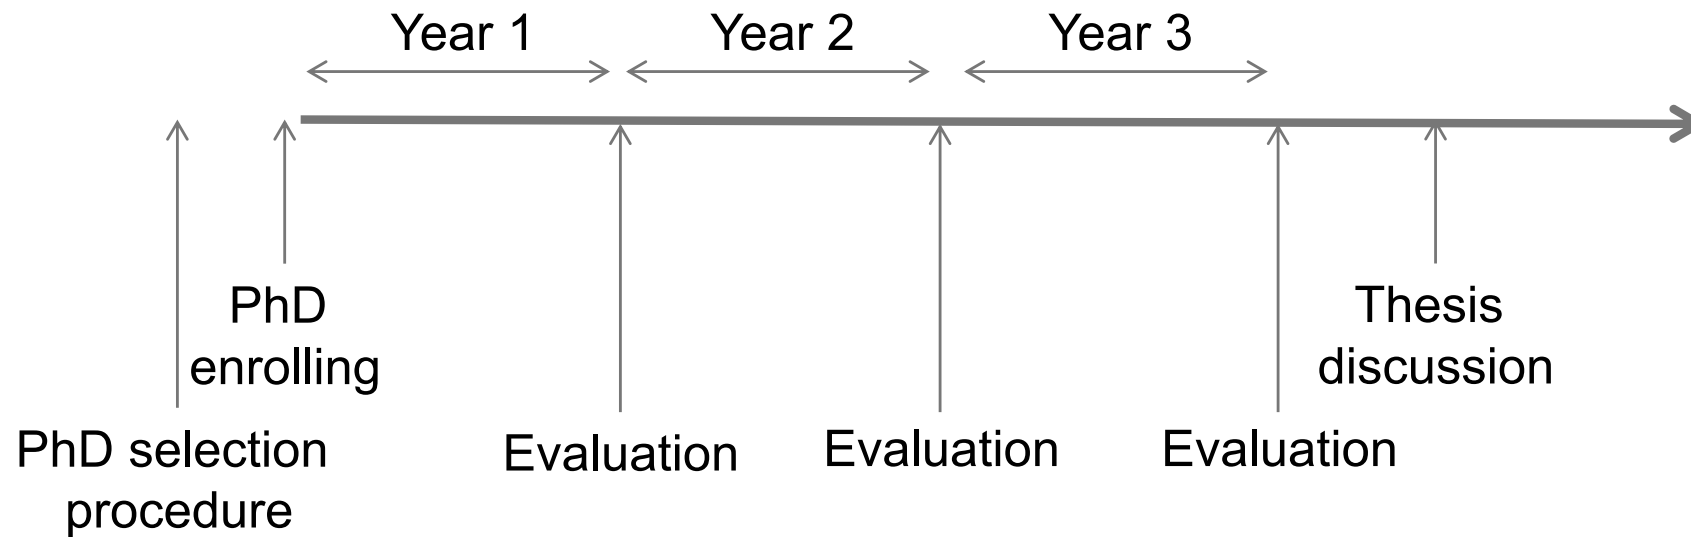 Year 1
Year 2
Year 3
PhD
enrolling
Thesis
discussion
PhD selection
procedure
Evaluation
Evaluation
Evaluation